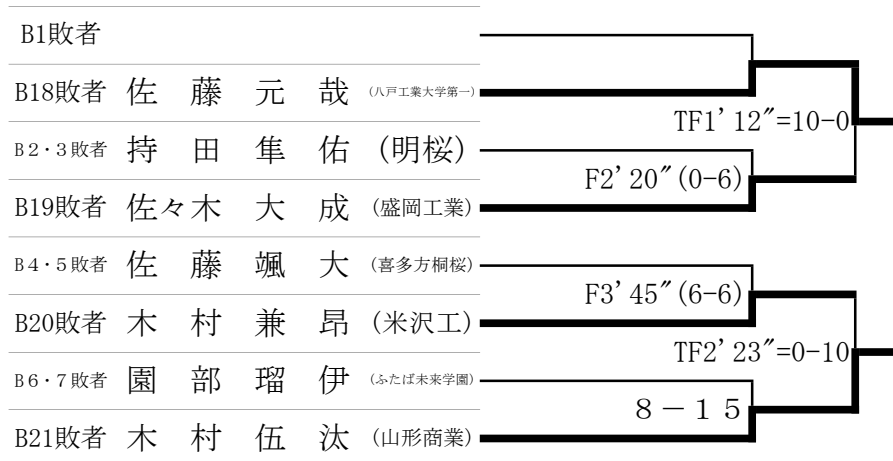 B1敗者
B18敗者 佐 藤 元 哉 (八戸工業大学第一)
TF1’12″=10-0
B2・3敗者 持 田 隼 佑 (明桜)
F2’20″(0-6)
B19敗者 佐々木 大 成 (盛岡工業)
B4・5敗者 佐 藤 颯 大 (喜多方桐桜)
F3’45″(6-6)
B20敗者 木 村 兼 昂 (米沢工)
TF2’23″=0-10
B6・7敗者 園 部 瑠 伊 (ふたば未来学園)
8-15
B21敗者 木 村 伍 汰 (山形商業)